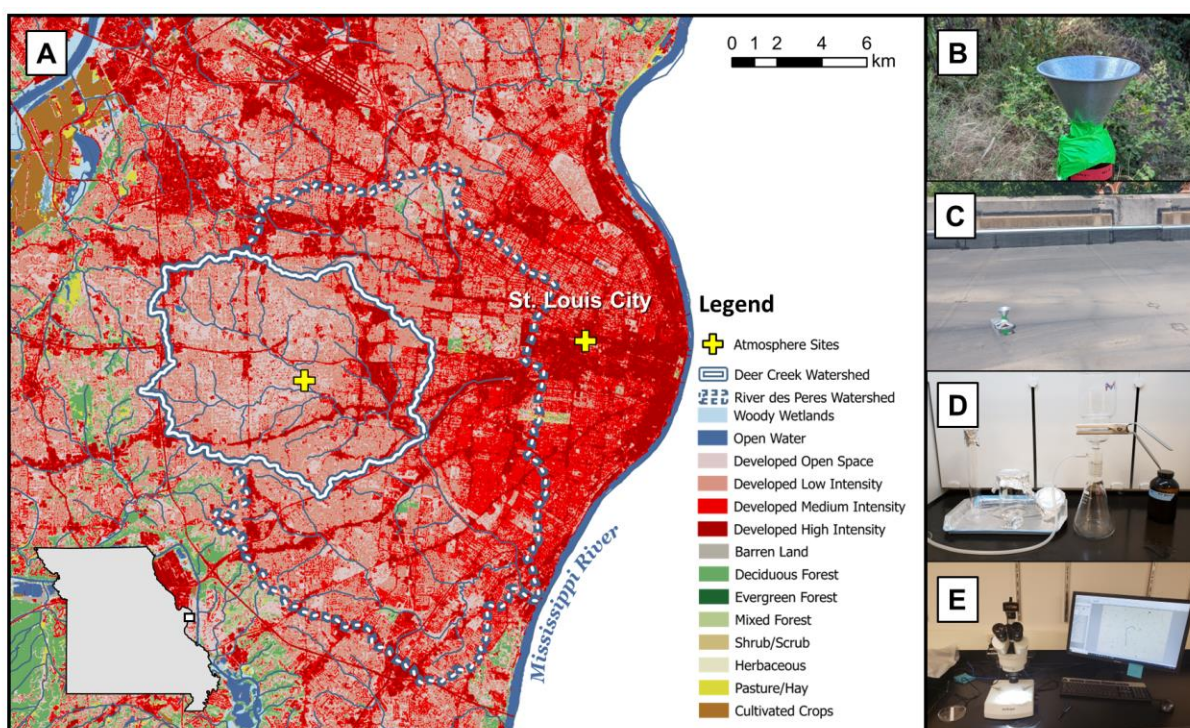 A
0 1 2 4 6
km
St. Louis City
Mississippi River
Legend
Atmosphere Sites
Deer Creek Watershed
River des Peres Watershed
Woody Wetlands
Open Water
Developed Open Space
Developed Low Intensity
Developed Medium Intensity
Developed High Intensity
Barren Land
Deciduous Forest
Evergreen Forest
Mixed Forest
Shrub/Scrub
Herbaceous
Pasture/Hay
Cultivated Crops
B
C
D
E